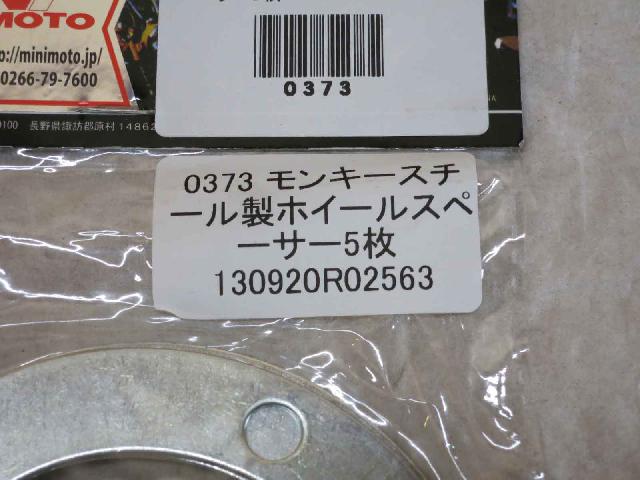 MOTO
http://minimoto.jp/
0266-79-7600
0373
長野県諏訪郡原村1486
0373 モンキースチ
ール製ホイールスペ
ーサー5枚
130920R02563